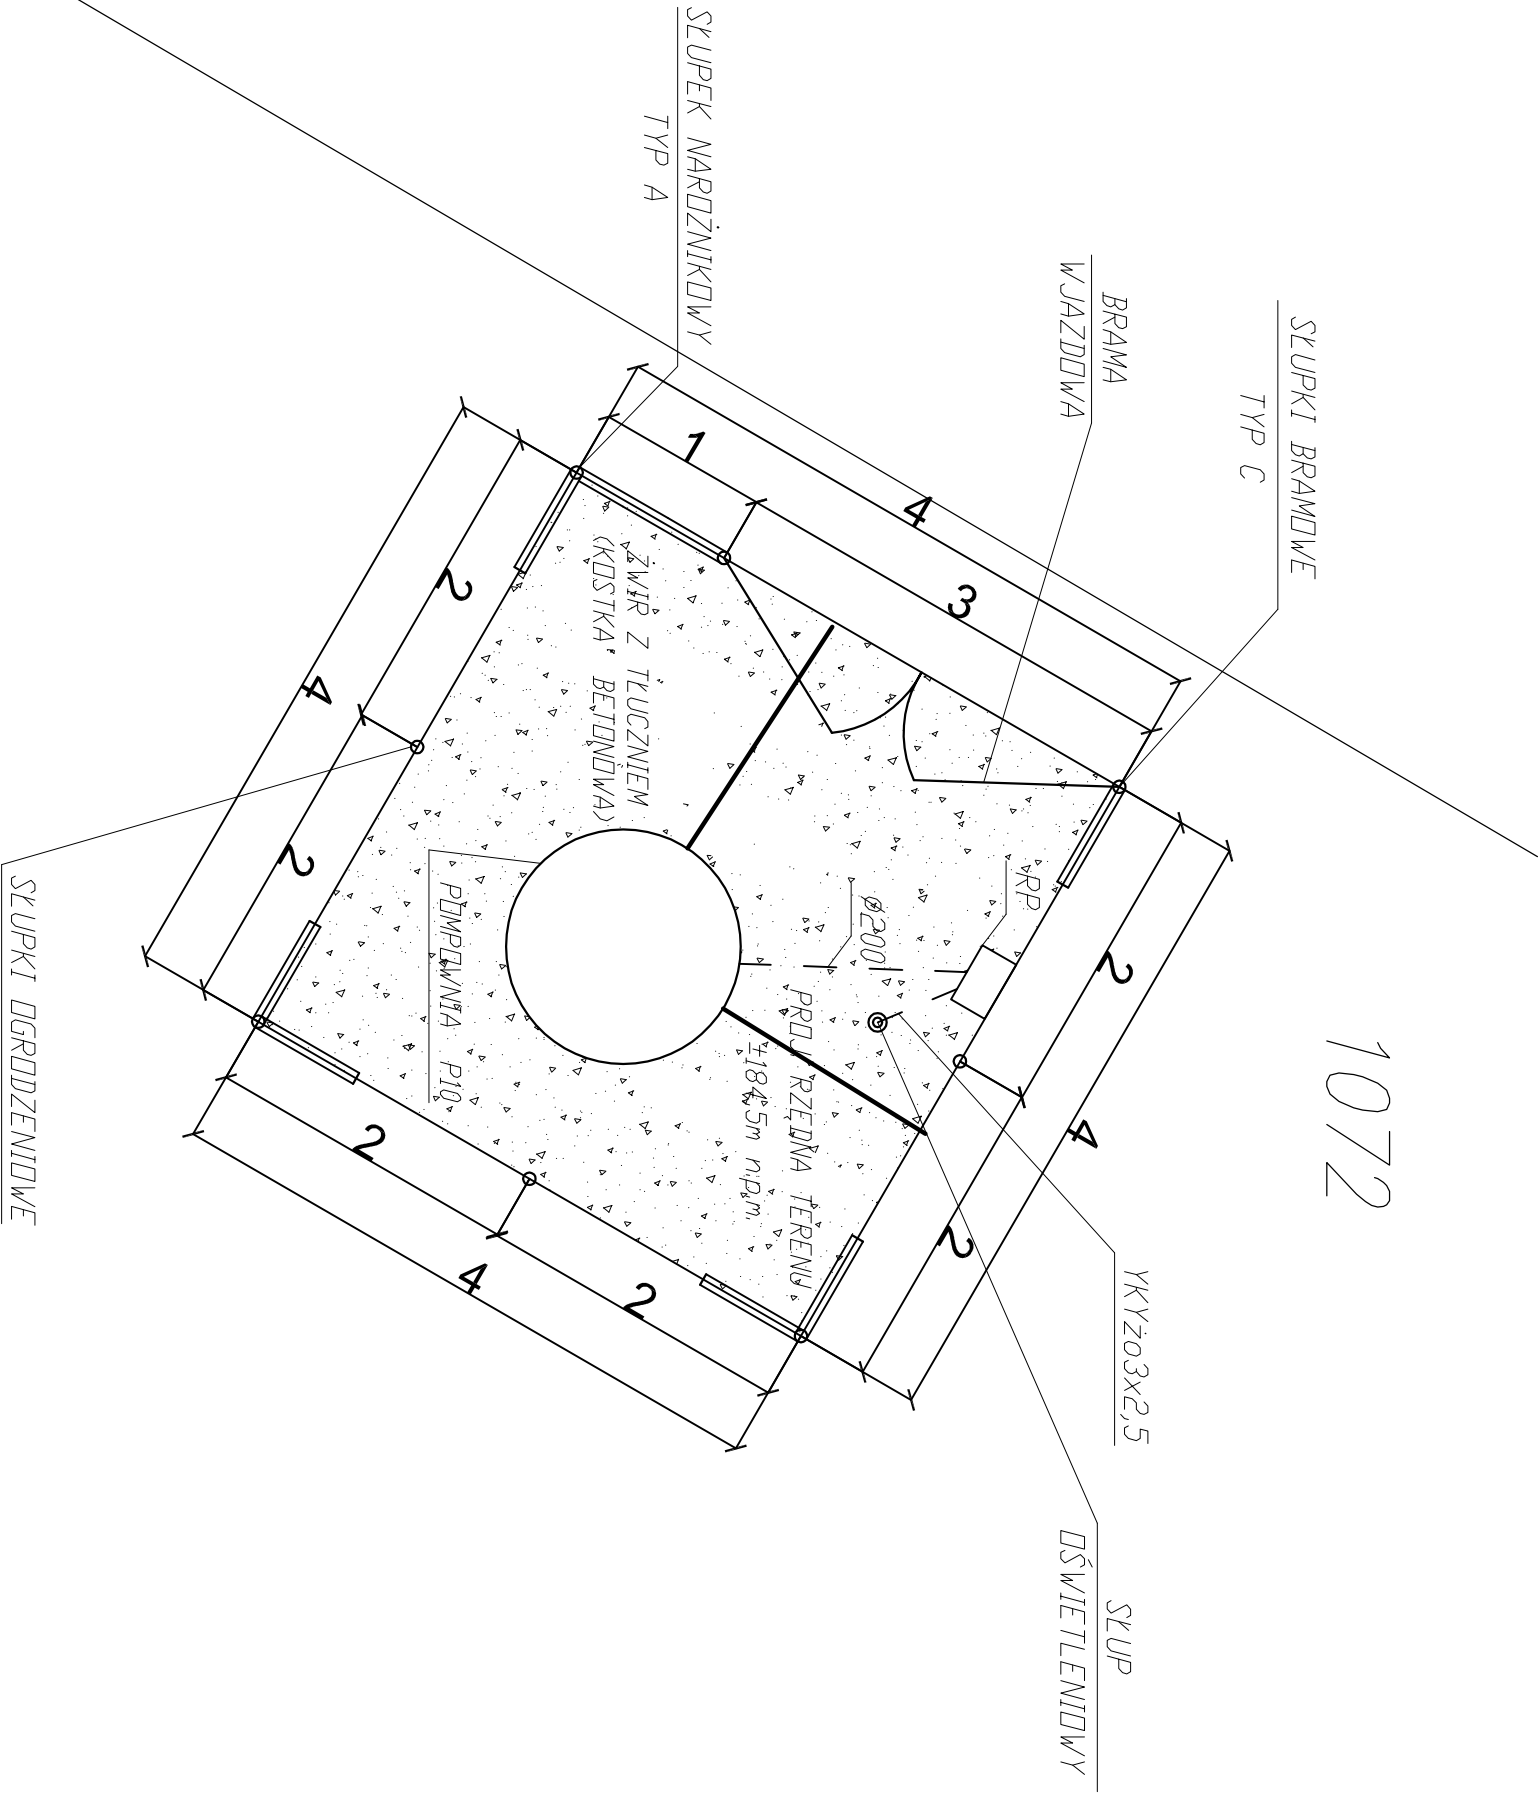 1072
SŁUPKI BRAMOWE
TYP C
BRAMA
WJAZDOWA
SŁUPEK NAROŻNIKOWY
TYP A
YKYżo3x2,5
SŁUP
OŚWIETLENIOWY
RP
Ø200
PROJ. RZĘDNA TERENU
±184,5m n.p.m.
ŻWIR Z TŁUCZNIEM
(KOSTKA BETONOWA)
POMPOWNIA P10
SŁUPKI OGRODZENIOWE
4
1
3
4
2
2
4
2
2
4
2
2